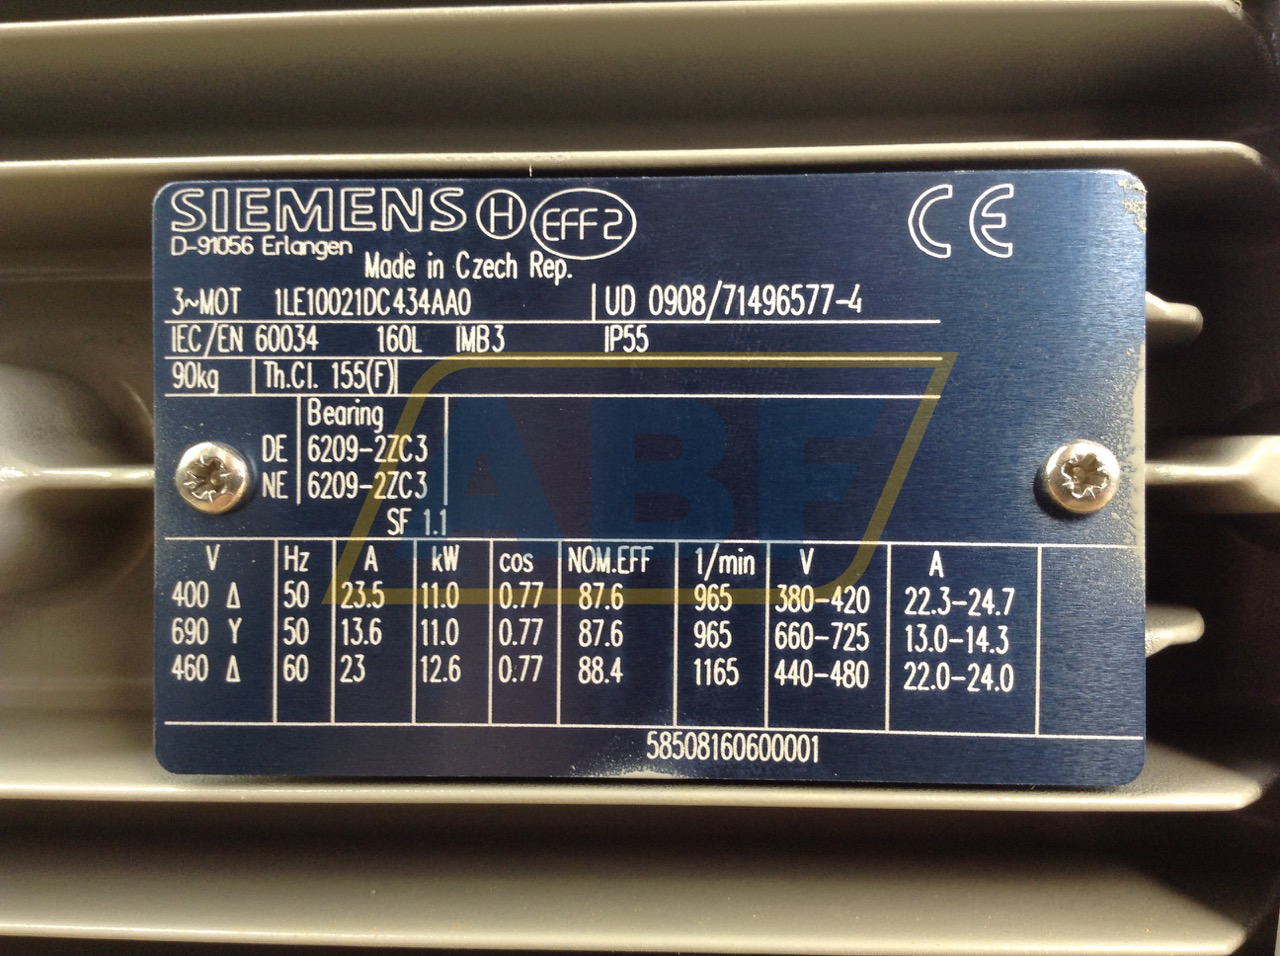 SIEMENS H EFF2 CE
D-91056 Erlangen
Made in Czech Rep.
3~MOT 1LE10021DC434AA0 UD 0908/71496577-4
IEC/EN 60034 160L IMB3 IP55
90kg Th.Cl. 155(F)
Bearing
DE 6209-2ZC3
NE 6209-2ZC3
SF 1.1
V Hz A kW cos NOM.EFF 1/min V A
400 Δ 50 23.5 11.0 0.77 87.6 965 380-420 22.3-24.7
690 Y 50 13.6 11.0 0.77 87.6 965 660-725 13.0-14.3
460 Δ 60 23 12.6 0.77 88.4 1165 440-480 22.0-24.0
58508160600001
ABF